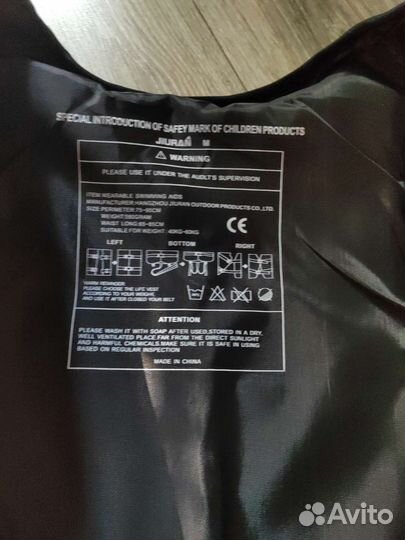 SPECIAL INTRODUCTION OF SAFEY MARK OF CHILDREN PRODUCTS
JIURAN M
WARNING
PLEASE USE IT UNDER THE AUDLT'S SUPERVISION
ITEM:WEARABLE SWIMMING AIDS
MANUFACTURER:HANGZHOU JIURAN OUTDOOR PRODUCTS CO.,LTD.
SIZE:PERIMETER:75-95CM
WEIGHT:
WAIST LONG:65-85CM
SUITABLE FOR WEIGHT: 40KG-60KG
CE
LEFT BOTTOM RIGHT
WARM REMINDER:
PLEASE CHOOSE THE LIFE VEST
ACCORDING TO YOUR WEIGHT,
AND USE IT AFTER CLOSED YOUR BELT
ATTENTION
PLEASE WASH IT WITH SOAP AFTER USED,STORED IN A DRY,
WELL VENTILATED PLACE FAR FROM THE DIRECT SUNLIGHT
AND HARMFUL CHEMICALS.MAKE SURE IT IS SAFE IN USING
BASED ON REGULAR INSPECTION
MADE IN CHINA
Avito